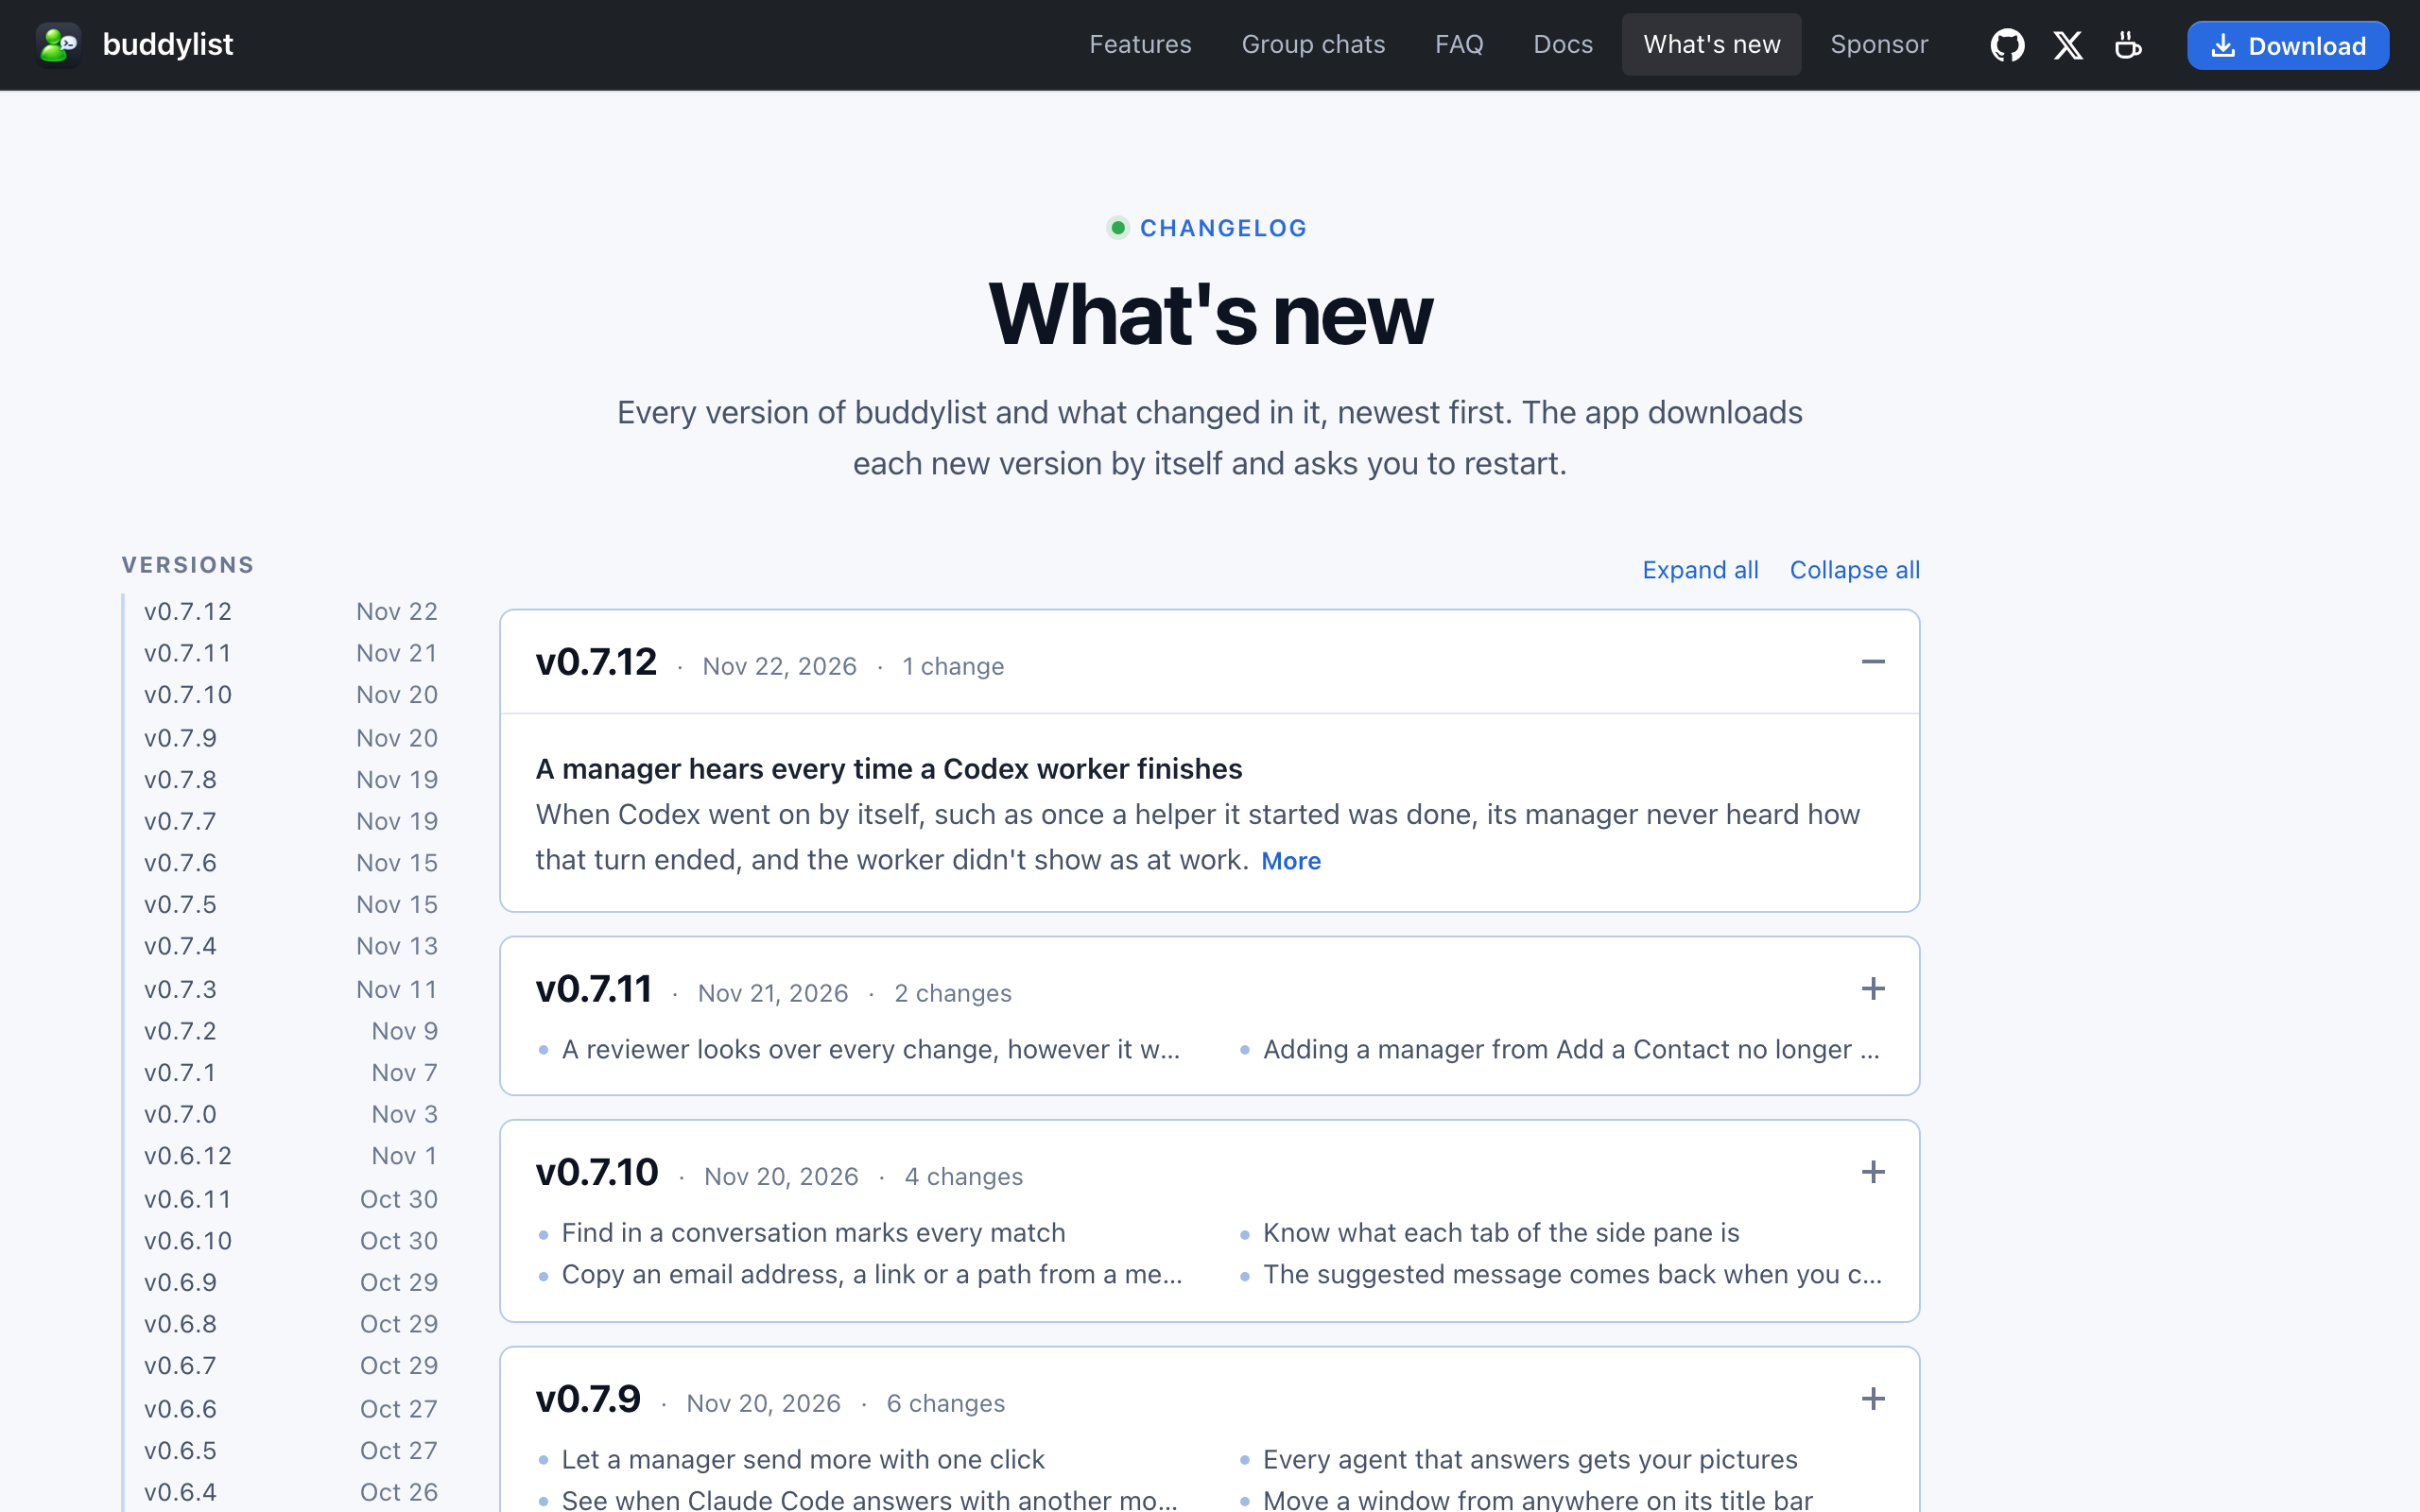 buddylist
Features
Group chats
FAQ
Docs
What's new
Sponsor
Download
CHANGELOG
What's new
Every version of buddylist and what changed in it, newest first. The app downloads
each new version by itself and asks you to restart.
VERSIONS
v0.7.12 Nov 22
v0.7.11 Nov 21
v0.7.10 Nov 20
v0.7.9 Nov 20
v0.7.8 Nov 19
v0.7.7 Nov 19
v0.7.6 Nov 15
v0.7.5 Nov 15
v0.7.4 Nov 13
v0.7.3 Nov 11
v0.7.2 Nov 9
v0.7.1 Nov 7
v0.7.0 Nov 3
v0.6.12 Nov 1
v0.6.11 Oct 30
v0.6.10 Oct 30
v0.6.9 Oct 29
v0.6.8 Oct 29
v0.6.7 Oct 29
v0.6.6 Oct 27
v0.6.5 Oct 27
v0.6.4 Oct 26
Expand all Collapse all
v0.7.12 · Nov 22, 2026 · 1 change
A manager hears every time a Codex worker finishes
When Codex went on by itself, such as once a helper it started was done, its manager never heard how
that turn ended, and the worker didn't show as at work. More
v0.7.11 · Nov 21, 2026 · 2 changes
A reviewer looks over every change, however it w...
Adding a manager from Add a Contact no longer ...
v0.7.10 · Nov 20, 2026 · 4 changes
Find in a conversation marks every match
Know what each tab of the side pane is
Copy an email address, a link or a path from a me...
The suggested message comes back when you c...
v0.7.9 · Nov 20, 2026 · 6 changes
Let a manager send more with one click
Every agent that answers gets your pictures
See when Claude Code answers with another mo...
Move a window from anywhere on its title bar